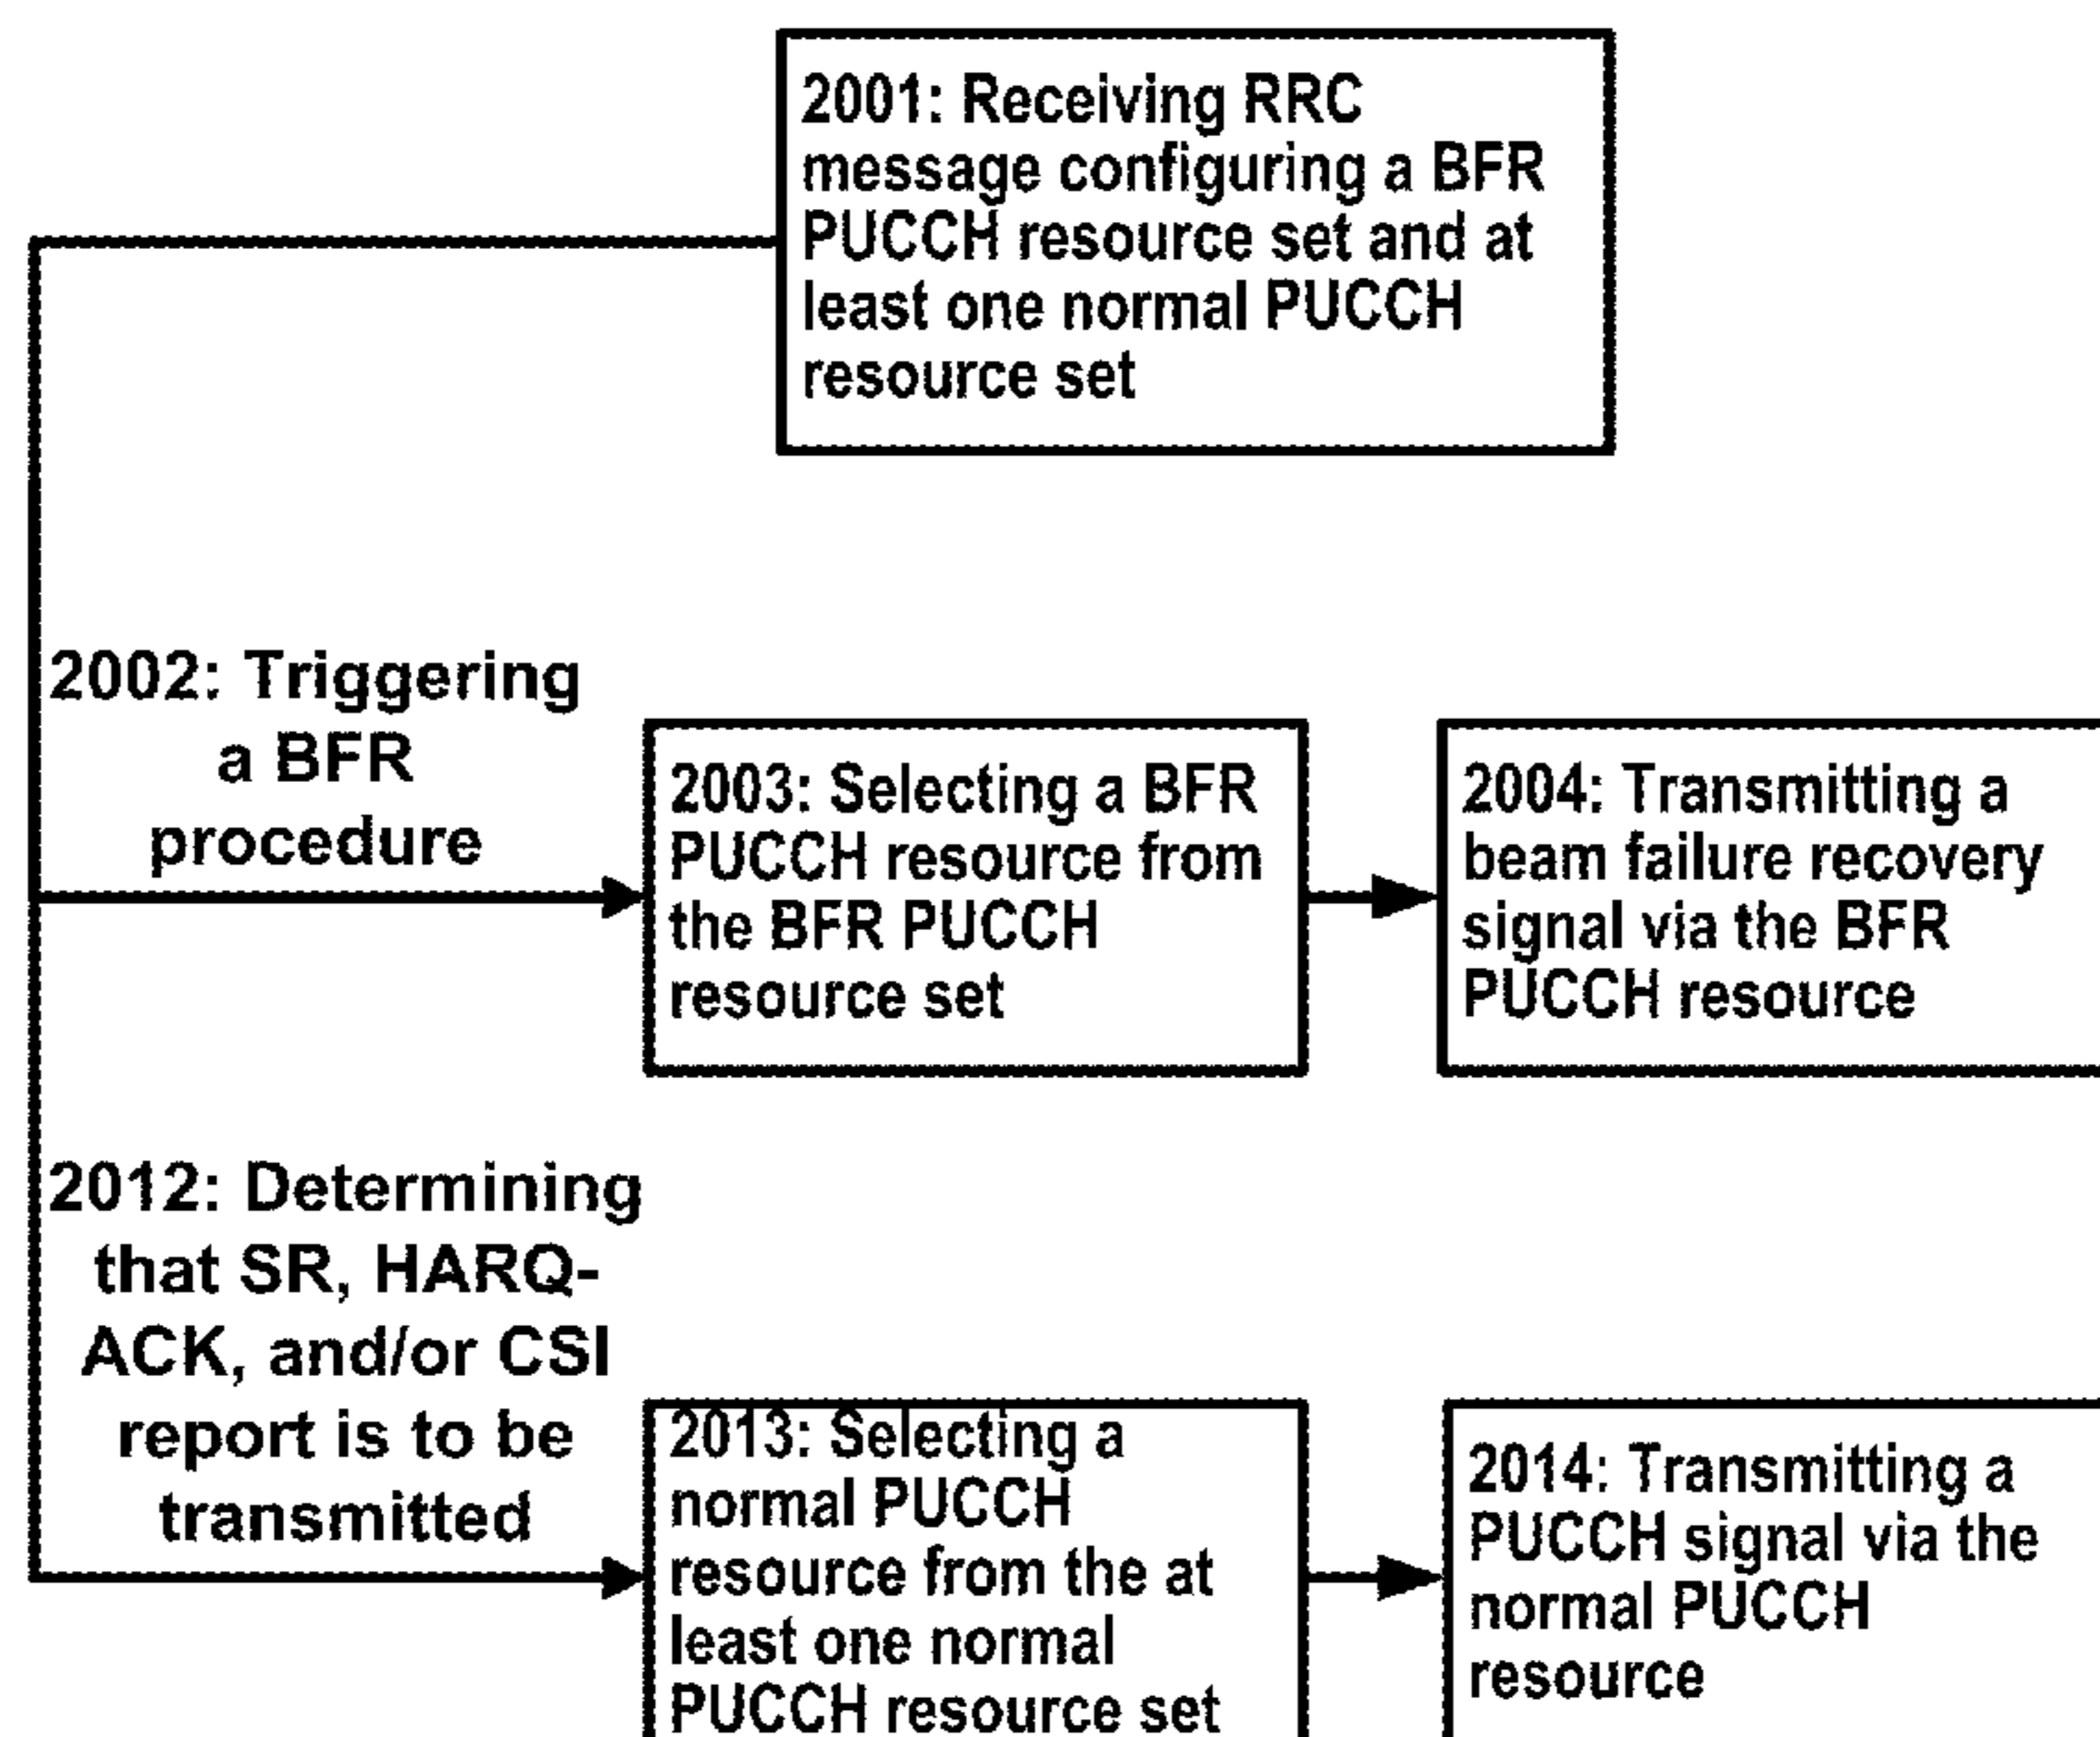 2001: Receiving RRC
message configuring a BFR
PUCCH resource set and at
least one normal PUCCH
resource set
2002: Triggering
a BFR
procedure
2003: Selecting a BFR
PUCCH resource from
the BFR PUCCH
resource set
2004: Transmitting a
beam failure recovery
signal via the BFR
PUCCH resource
2012: Determining
that SR, HARQ-
ACK, and/or CSI
report is to be
transmitted
2013: Selecting a
normal PUCCH
resource from the at
least one normal
PUCCH resource set
2014: Transmitting a
PUCCH signal via the
normal PUCCH
resource